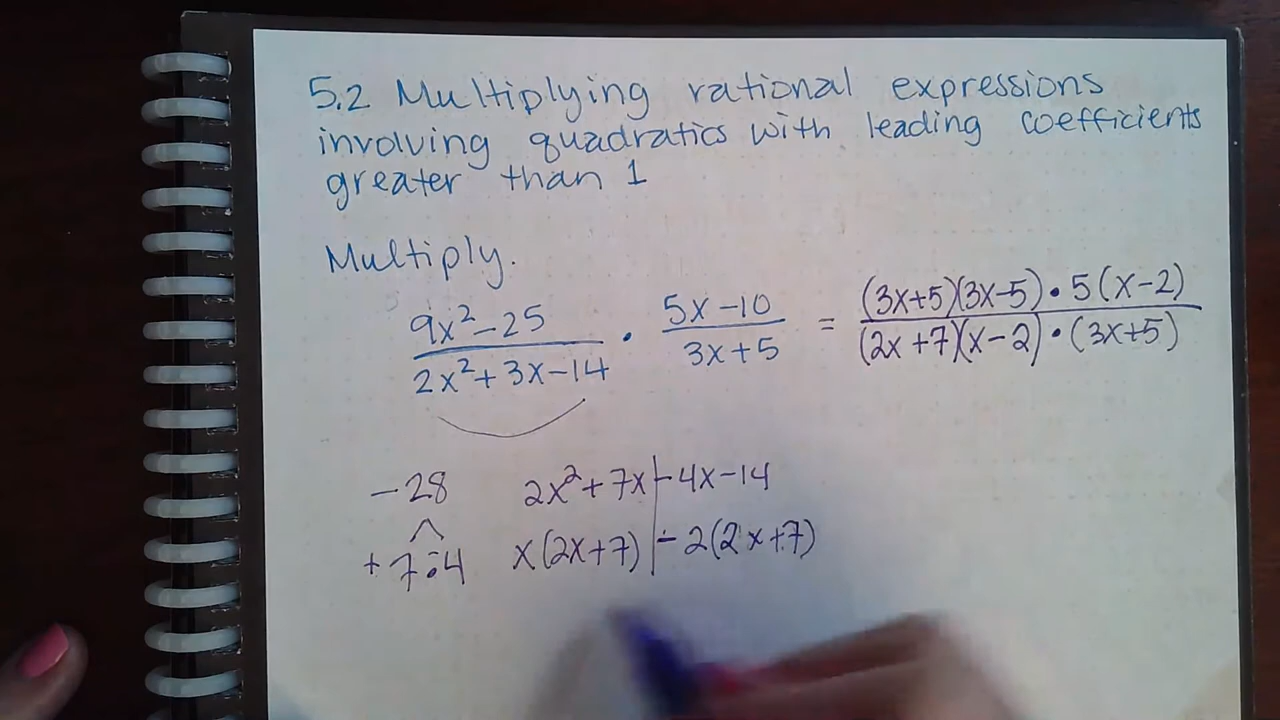 5.2 Multiplying rational expressions
involving quadratics with leading coefficients
greater than 1
Multiply.
9x²-25 / 2x²+3x-14 · 5x-10 / 3x+5 = (3x+5)(3x-5)·5(x-2) / (2x+7)(x-2)·(3x+5)
-28 2x²+7x|-4x-14
+7·-4 x(2x+7)|-2(2x+7)